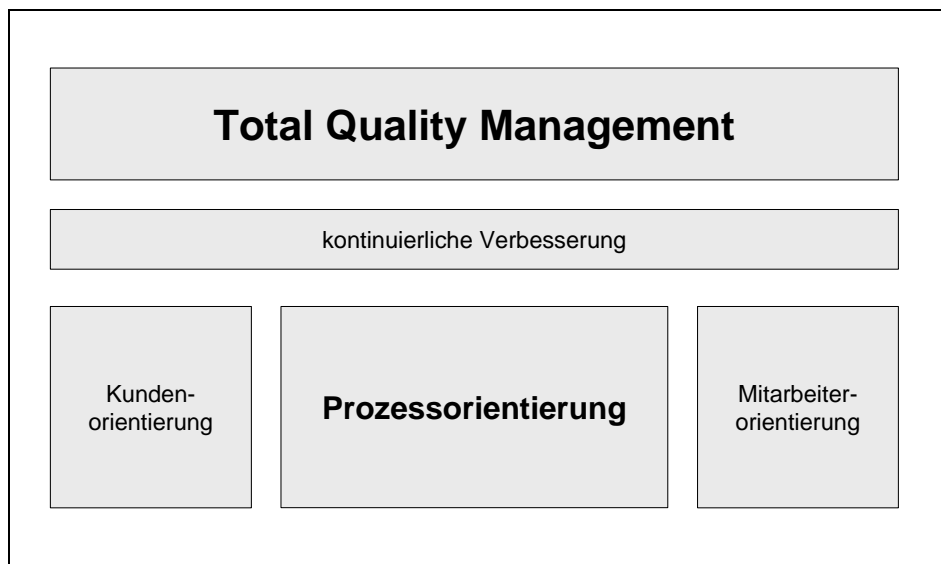 Total Quality Management
kontinuierliche Verbesserung
Kunden-
orientierung
Prozessorientierung
Mitarbeiter-
orientierung